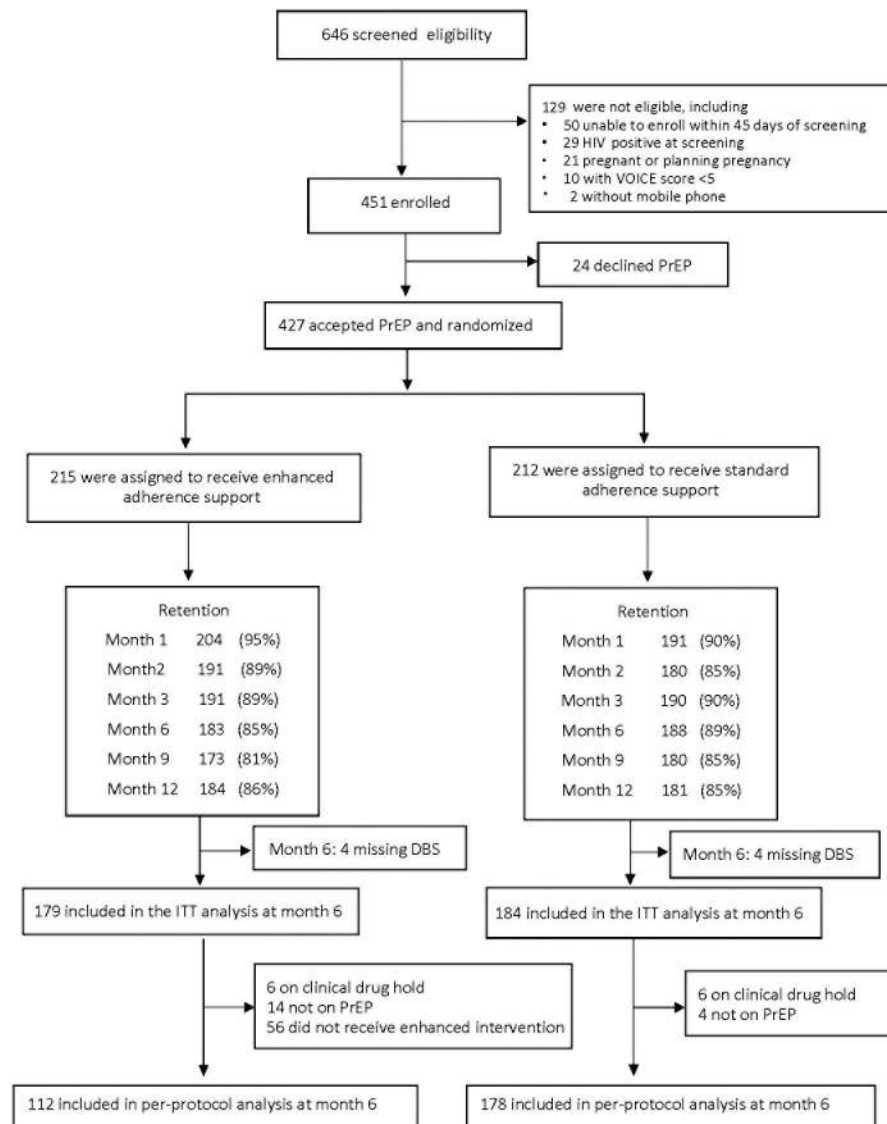 646 screened eligibility
129 were not eligible, including
▪ 50 unable to enroll within 45 days of screening
▪ 29 HIV positive at screening
▪ 21 pregnant or planning pregnancy
▪ 10 with VOICE score <5
▪ 2 without mobile phone
451 enrolled
24 declined PrEP
427 accepted PrEP and randomized
215 were assigned to receive enhanced
adherence support
212 were assigned to receive standard
adherence support
Retention
Month 1 204 (95%)
Month2 191 (89%)
Month 3 191 (89%)
Month 6 183 (85%)
Month 9 173 (81%)
Month 12 184 (86%)
Retention
Month 1 191 (90%)
Month 2 180 (85%)
Month 3 190 (90%)
Month 6 188 (89%)
Month 9 180 (85%)
Month 12 181 (85%)
Month 6: 4 missing DBS
Month 6: 4 missing DBS
179 included in the ITT analysis at month 6
184 included in the ITT analysis at month 6
6 on clinical drug hold
14 not on PrEP
56 did not receive enhanced intervention
6 on clinical drug hold
4 not on PrEP
112 included in per-protocol analysis at month 6
178 included in per-protocol analysis at month 6